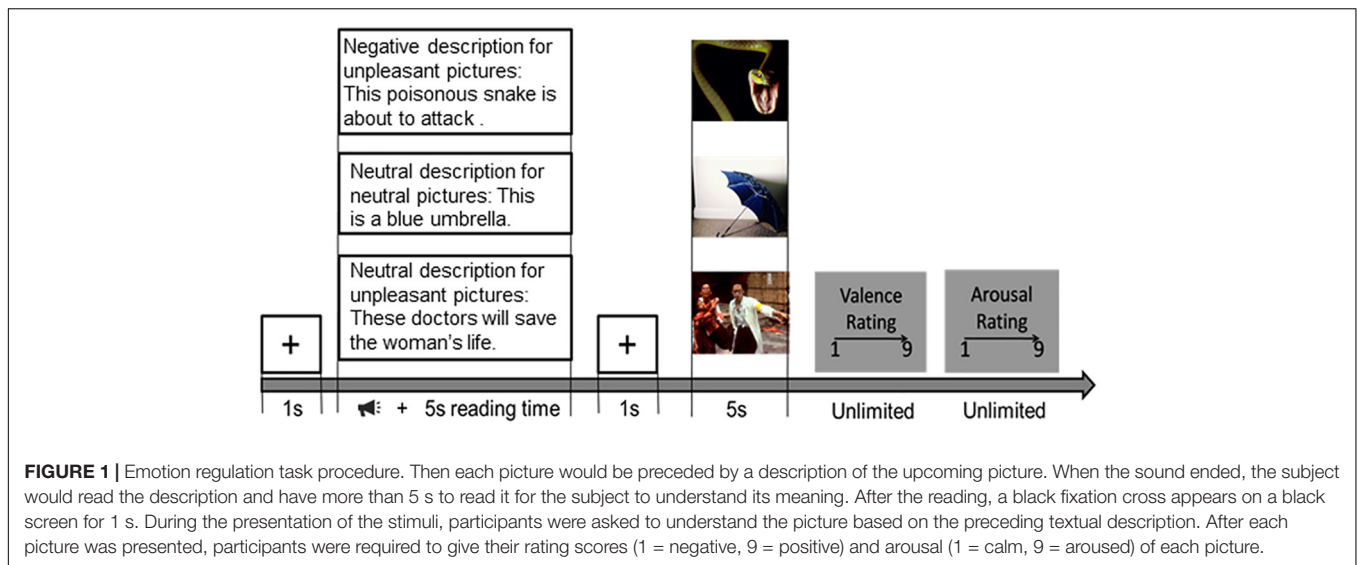 Negative description for
unpleasant pictures:
This poisonous snake is
about to attack .
Neutral description for
neutral pictures: This
is a blue umbrella.
Neutral description for
unpleasant pictures:
These doctors will save
the woman's life.
+
+
Valence
Rating
1 9
Arousal
Rating
1 9
1s
+ 5s reading time
1s
5s
Unlimited
Unlimited
FIGURE 1 | Emotion regulation task procedure. Then each picture would be preceded by a description of the upcoming picture. When the sound ended, the subject
would read the description and have more than 5 s to read it for the subject to understand its meaning. After the reading, a black fixation cross appears on a black
screen for 1 s. During the presentation of the stimuli, participants were asked to understand the picture based on the preceding textual description. After each
picture was presented, participants were required to give their rating scores (1 = negative, 9 = positive) and arousal (1 = calm, 9 = aroused) of each picture.